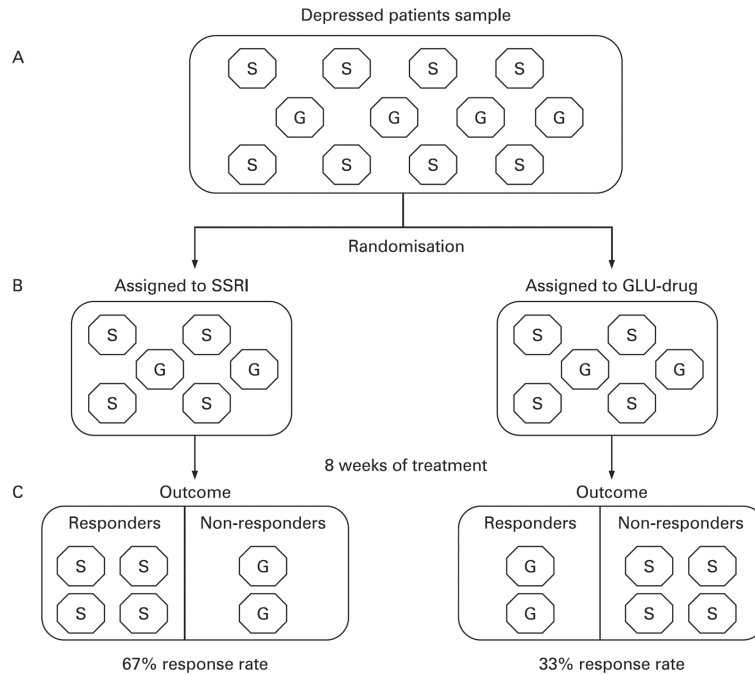 Depressed patients sample
A
S S S S
G G G G
S S S S
Randomisation
B
Assigned to SSRI
Assigned to GLU-drug
S S
G G
S S
S S
G G
S S
8 weeks of treatment
C
Outcome
Outcome
Responders
Non-responders
S S
S S
G
G
Responders
Non-responders
G
G
S S
S S
67% response rate
33% response rate